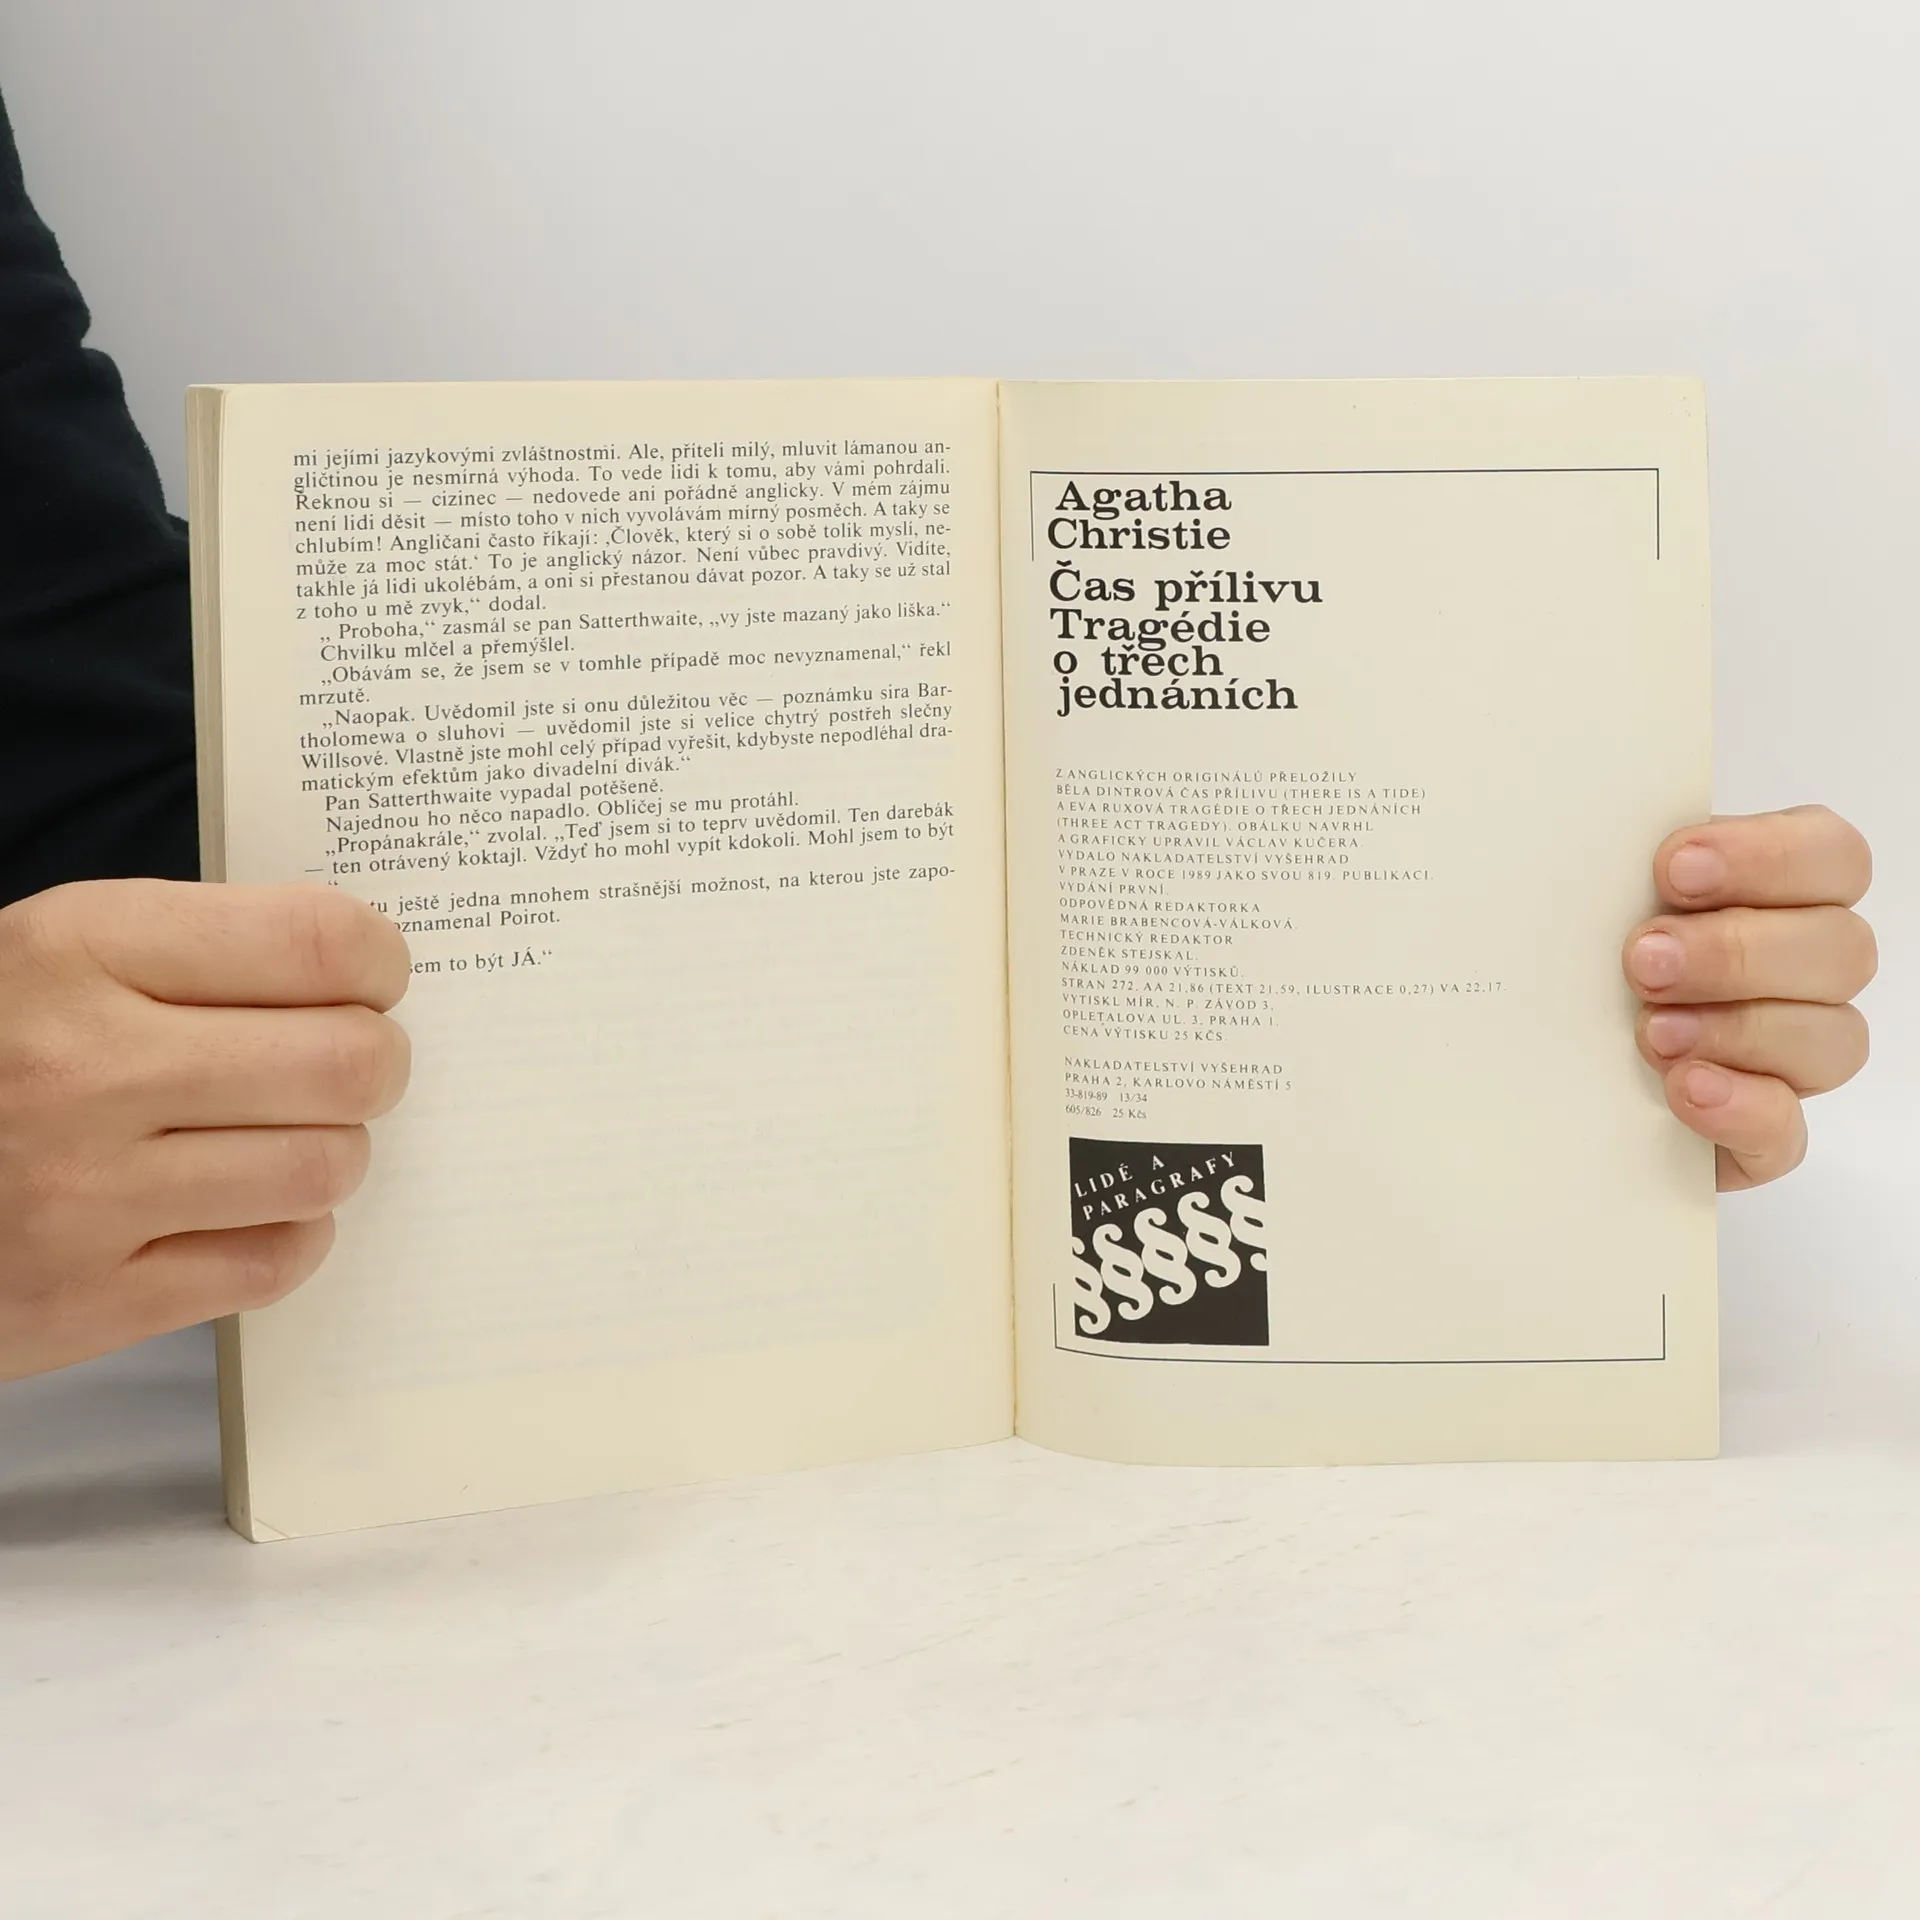 mi jejími jazykovými zvláštnostmi. Ale, příteli milý, mluvit lámanou an-
gličtinou je nesmírná výhoda. To vede lidi k tomu, aby vámi pohrdali.
Řeknou si — cizinec — nedovede ani pořádně anglicky. V mém zájmu
není lidi děsit — místo toho v nich vyvolávám mírný posměch. A taky se
chlubím! Angličani často říkají: ‚Člověk, který si o sobě tolik myslí, ne-
může za moc stát.‘ To je anglický názor. Není vůbec pravdivý. Vidíte,
takhle já lidi ukolébám, a oni si přestanou dávat pozor. A taky se už stal
z toho u mě zvyk,“ dodal.
„ Proboha,“ zasmál se pan Satterthwaite, „vy jste mazaný jako liška.“
Chvilku mlčel a přemýšlel.
„Obávám se, že jsem se v tomhle případě moc nevyznamenal,“ řekl
mrzutě.
„Naopak. Uvědomil jste si onu důležitou věc — poznámku sira Bar-
tholomewa o sluhovi — uvědomil jste si velice chytrý postřeh slečny
Willsové. Vlastně jste mohl celý případ vyřešit, kdybyste nepodléhal dra-
matickým efektům jako divadelní divák.“
Pan Satterthwaite vypadal potěšeně.
Najednou ho něco napadlo. Obličej se mu protáhl.
„Propánakrále,“ zvolal. „Teď jsem si to teprv uvědomil. Ten darebák
— ten otrávený koktajl. Vždyť ho mohl vypít kdokoli. Mohl jsem to být
“
tu ještě jedna mnohem strašnější možnost, na kterou jste zapo-
oznamenal Poirot.
sem to být JÁ.“
Agatha
Christie
Čas přílivu
Tragédie
o třech
jednáních
Z ANGLICKÝCH ORIGINÁLŮ PŘELOŽILY
BĚLA DINTROVÁ ČAS PŘÍLIVU (THERE IS A TIDE)
A EVA RUXOVÁ TRAGÉDIE O TŘECH JEDNÁNÍCH
(THREE ACT TRAGEDY). OBÁLKU NAVRHL
A GRAFICKY UPRAVIL VÁCLAV KUČERA.
VYDALO NAKLADATELSTVÍ VYŠEHRAD
V PRAZE V ROCE 1989 JAKO SVOU 819. PUBLIKACI.
VYDÁNÍ PRVNÍ.
ODPOVĚDNÁ REDAKTORKA
MARIE BRABENCOVÁ-VÁLKOVÁ.
TECHNICKÝ REDAKTOR
ZDENĚK STEJSKAL.
NÁKLAD 99 000 VÝTISKŮ.
STRAN 272, AA 21,86 (TEXT 21,59, ILUSTRACE 0,27) VA 22,17.
VYTISKL MÍR, N. P. ZÁVOD 3,
OPLETALOVA UL. 3, PRAHA 1.
CENA VÝTISKU 25 KČS.
NAKLADATELSTVÍ VYŠEHRAD
PRAHA 2, KARLOVO NÁMĚSTÍ 5
33-819-89 13/34
605/826 25 Kčs
LIDÉ A
PARAGRAFY
§§§§§